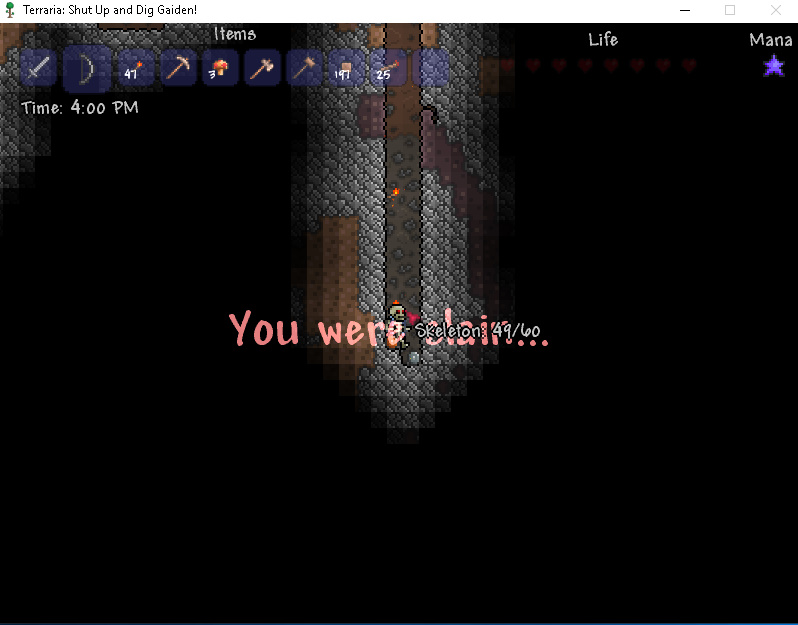 Terraria: Shut Up and Dig Gaiden!
Items
Life
Mana
47
3
197
25
Time: 4:00 PM
You were slain...
Skeleton: 49/60